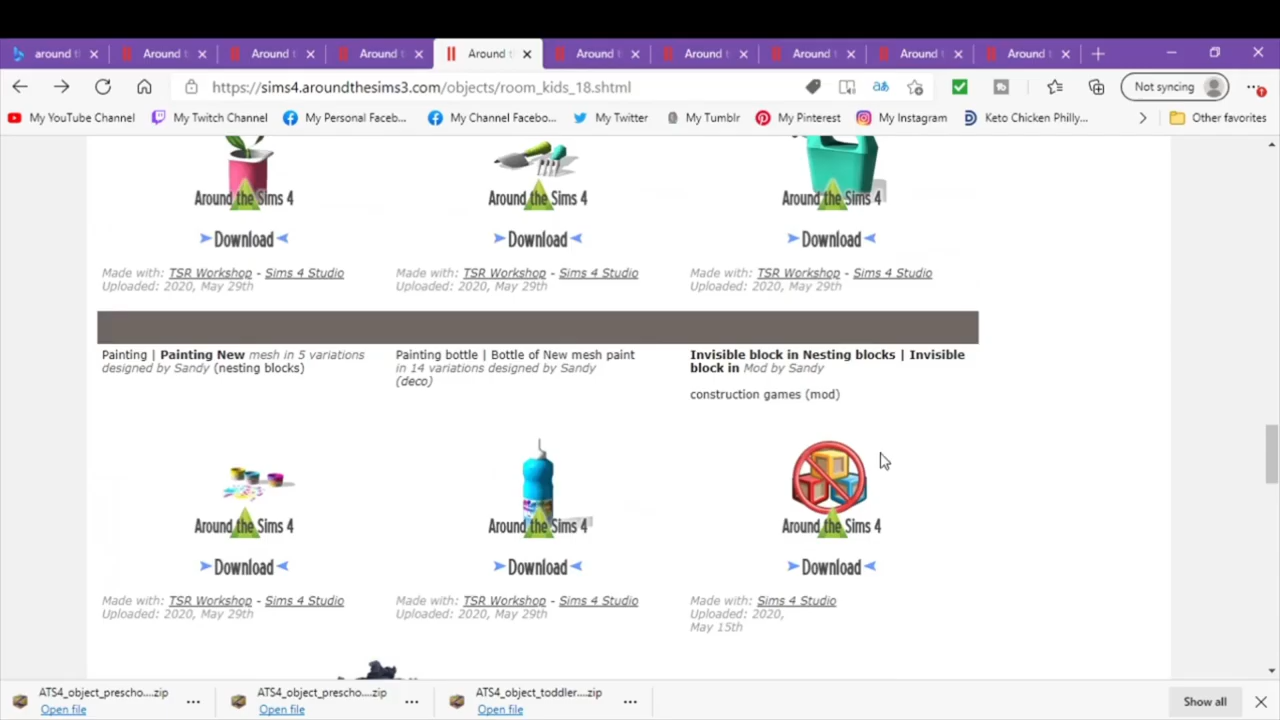 around t
Around t
Around t
Around t
Around t
Around t
Around t
Around t
Around t
Around t
https://sims4.aroundthesims3.com/objects/room_kids_18.shtml
Not syncing
My YouTube Channel
My Twitch Channel
My Personal Faceb...
My Channel Facebo...
My Twitter
My Tumblr
My Pinterest
My Instagram
Keto Chicken Philly...
Other favorites
Around the Sims 4
Around the Sims 4
Around the Sims 4
Download
Download
Download
Made with: TSR Workshop - Sims 4 Studio
Uploaded: 2020, May 29th
Made with: TSR Workshop - Sims 4 Studio
Uploaded: 2020, May 29th
Made with: TSR Workshop - Sims 4 Studio
Uploaded: 2020, May 29th
Painting | Painting New mesh in 5 variations
designed by Sandy (nesting blocks)
Painting bottle | Bottle of New mesh paint
in 14 variations designed by Sandy
(deco)
Invisible block in Nesting blocks | Invisible
block in Mod by Sandy
construction games (mod)
Around the Sims 4
Around the Sims 4
Around the Sims 4
Download
Download
Download
Made with: TSR Workshop - Sims 4 Studio
Uploaded: 2020, May 29th
Made with: TSR Workshop - Sims 4 Studio
Uploaded: 2020, May 29th
Made with: Sims 4 Studio
Uploaded: 2020,
May 15th
ATS4_object_prescho....zip
Open file
ATS4_object_prescho....zip
Open file
ATS4_object_toddler....zip
Open file
Show all